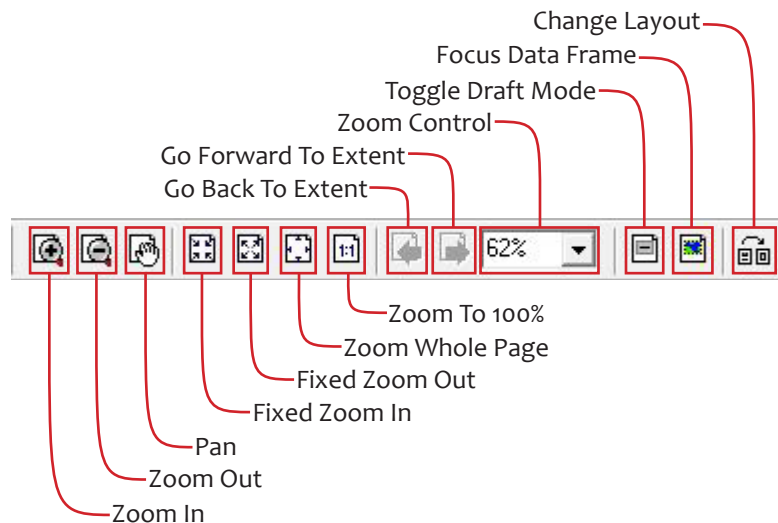 Change Layout
Focus Data Frame
Toggle Draft Mode
Zoom Control
Go Forward To Extent
Go Back To Extent
1:1
62%
Zoom To 100%
Zoom Whole Page
Fixed Zoom Out
Fixed Zoom In
Pan
Zoom Out
Zoom In